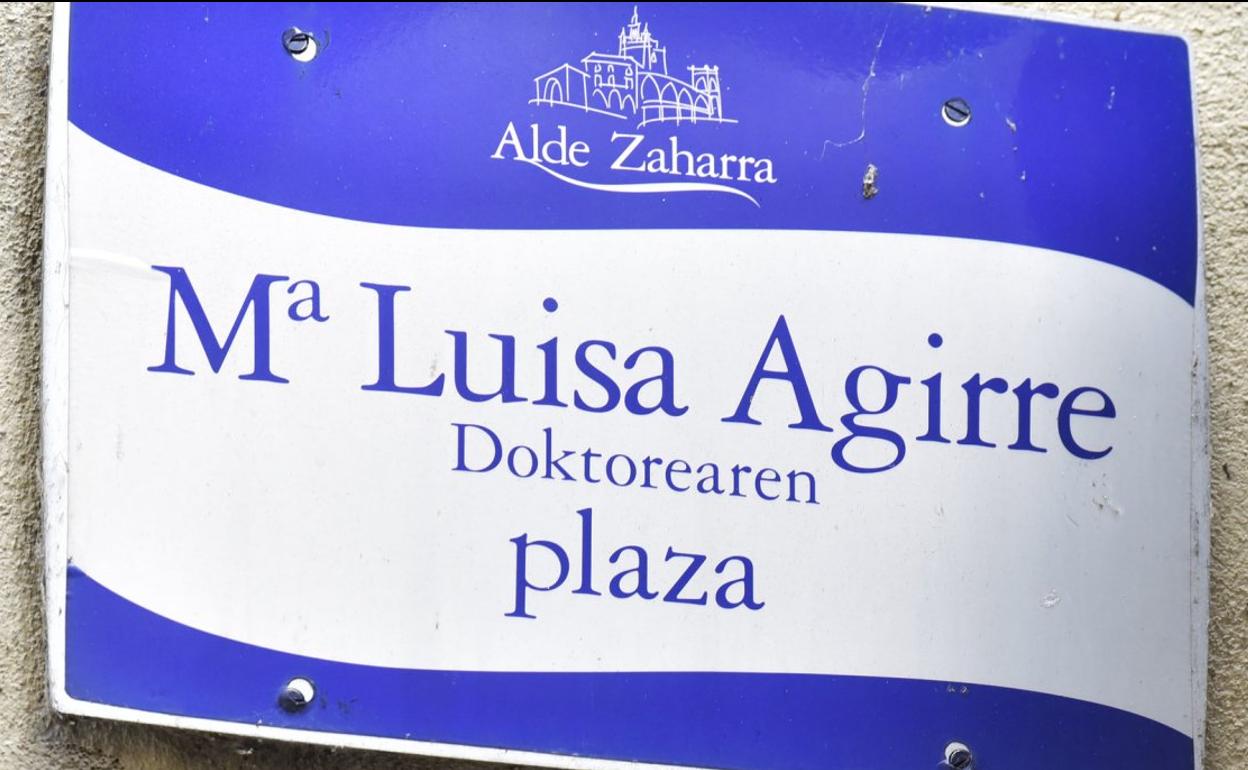 Alde Zaharra
Mª Luisa Agirre
Doktorearen
plaza